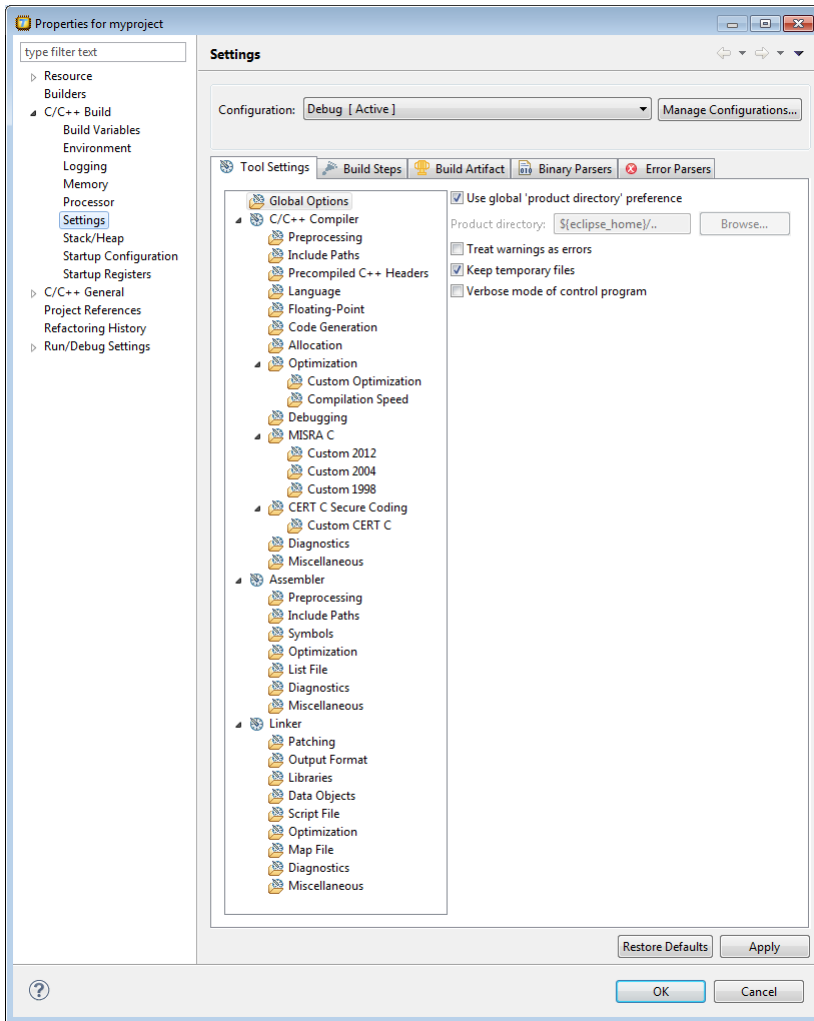 Properties for myproject
type filter text
Resource
Builders
C/C++ Build
Build Variables
Environment
Logging
Memory
Processor
Settings
Stack/Heap
Startup Configuration
Startup Registers
C/C++ General
Project References
Refactoring History
Run/Debug Settings
Settings
Configuration: Debug [ Active ] Manage Configurations...
Tool Settings Build Steps Build Artifact Binary Parsers Error Parsers
Global Options
C/C++ Compiler
Preprocessing
Include Paths
Precompiled C++ Headers
Language
Floating-Point
Code Generation
Allocation
Optimization
Custom Optimization
Compilation Speed
Debugging
MISRA C
Custom 2012
Custom 2004
Custom 1998
CERT C Secure Coding
Custom CERT C
Diagnostics
Miscellaneous
Assembler
Preprocessing
Include Paths
Symbols
Optimization
List File
Diagnostics
Miscellaneous
Linker
Patching
Output Format
Libraries
Data Objects
Script File
Optimization
Map File
Diagnostics
Miscellaneous
Use global 'product directory' preference
Product directory: ${eclipse_home}/.. Browse...
Treat warnings as errors
Keep temporary files
Verbose mode of control program
Restore Defaults Apply
? OK Cancel